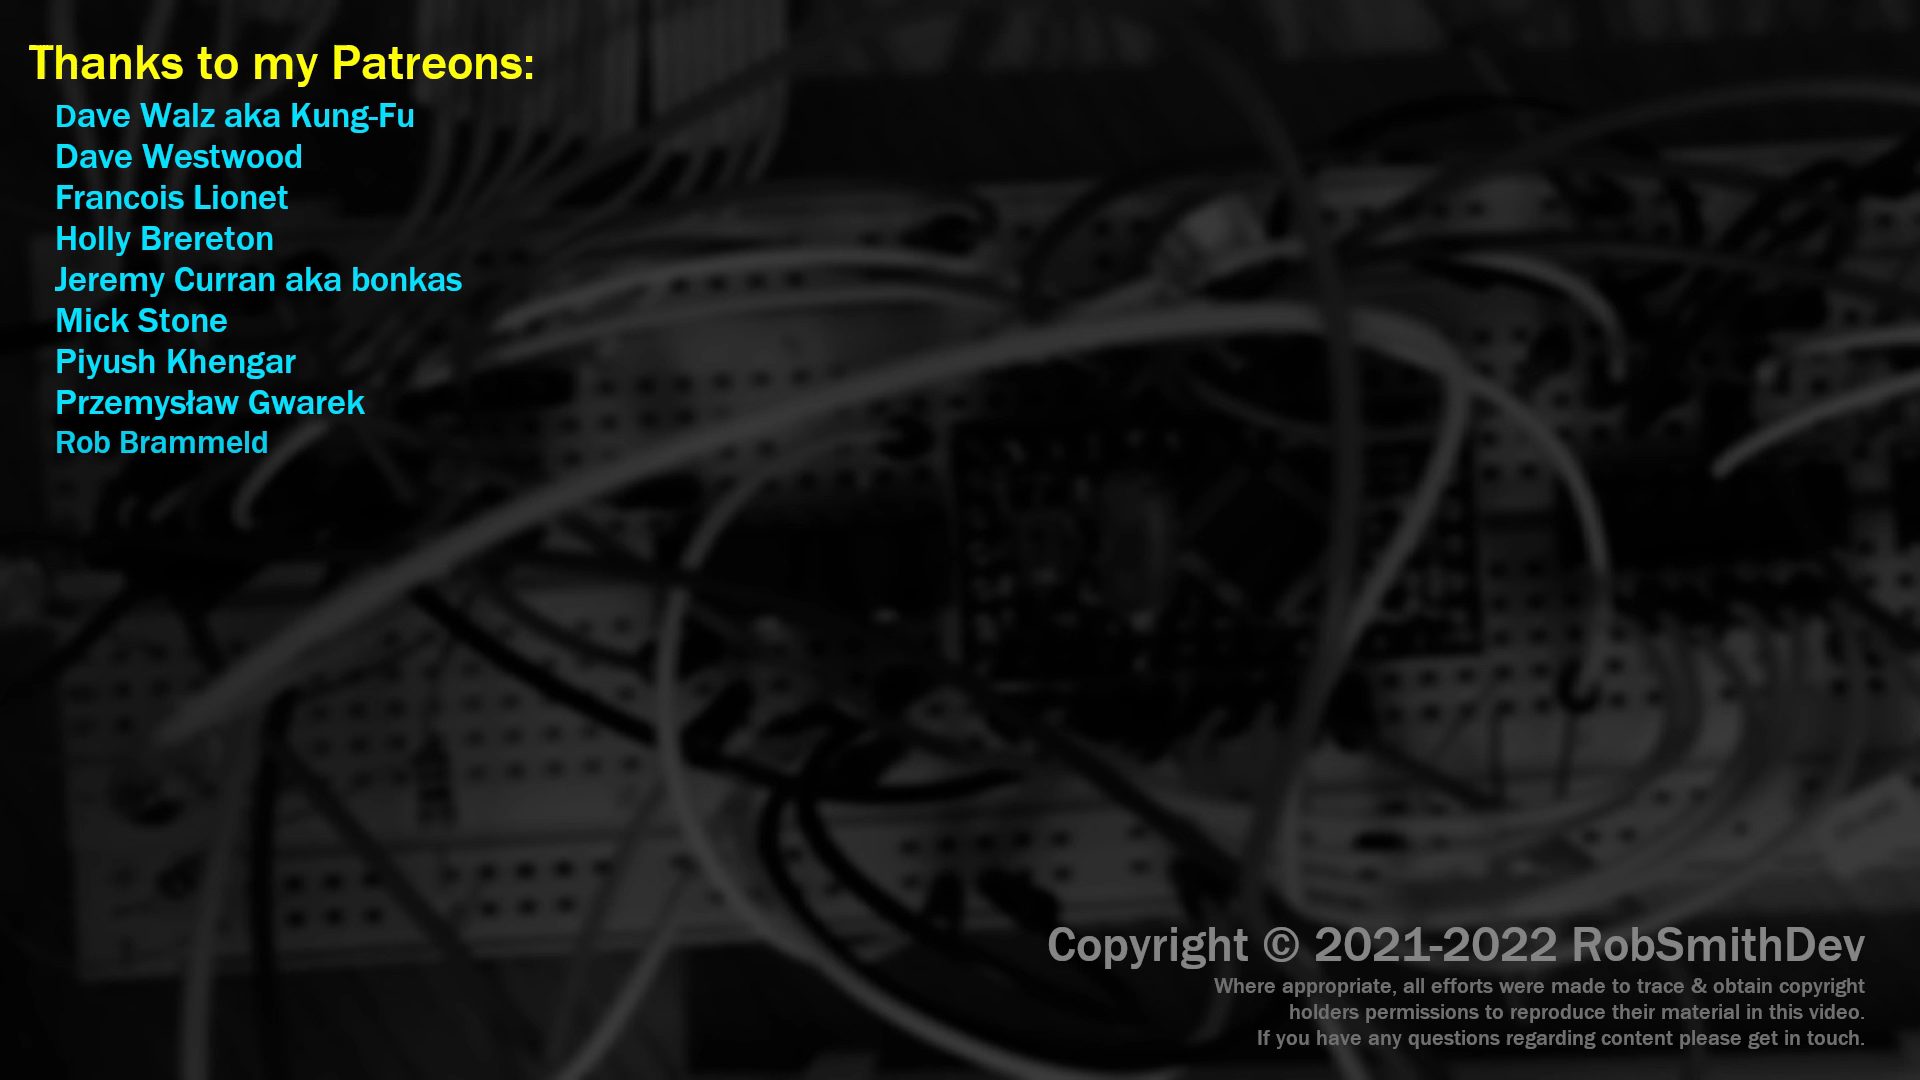 Thanks to my Patreons:
Dave Walz aka Kung-Fu
Dave Westwood
Francois Lionet
Holly Brereton
Jeremy Curran aka bonkas
Mick Stone
Piyush Khengar
Przemysław Gwarek
Rob Brammeld
Copyright © 2021-2022 RobSmithDev
Where appropriate, all efforts were made to trace & obtain copyright
holders permissions to reproduce their material in this video.
If you have any questions regarding content please get in touch.